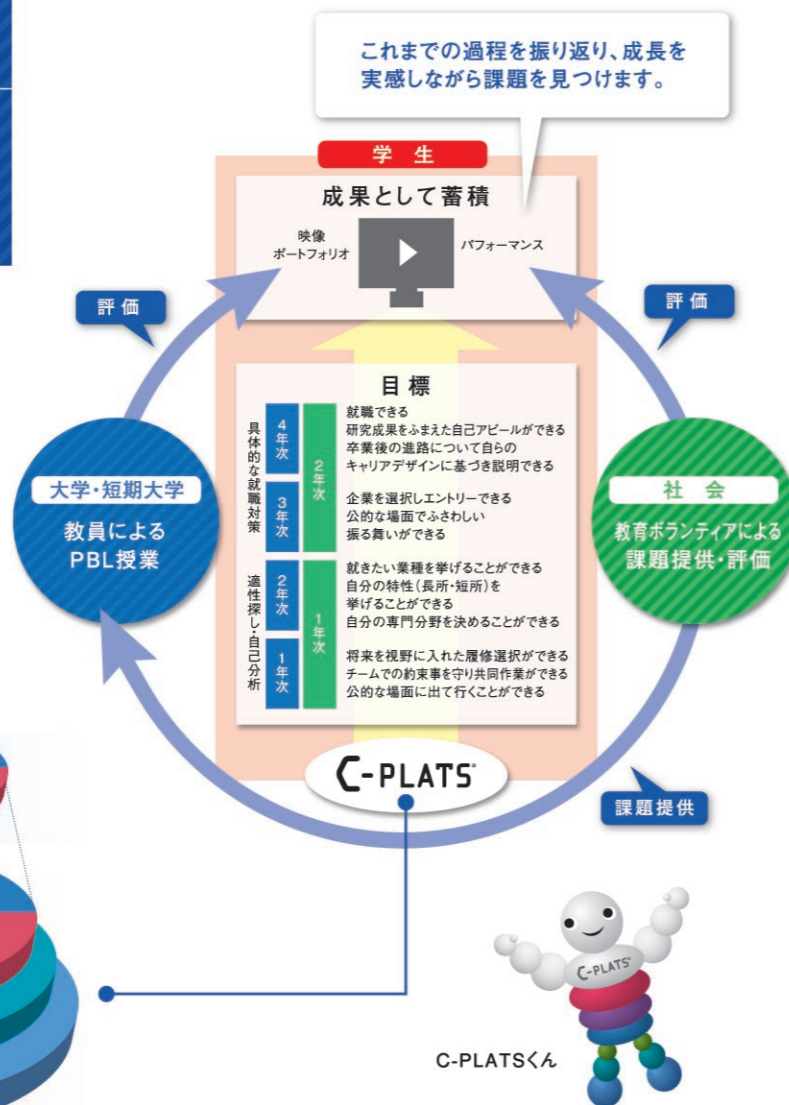 これまでの過程を振り返り、成長を
実感しながら課題を見つけます。
学生
成果として蓄積
映像
ポートフォリオ
パフォーマンス
評価
評価
目標
具体的な就職対策
4年次
3年次
2年次
就職できる
研究成果をふまえた自己アピールができる
卒業後の進路について自らの
キャリアデザインに基づき説明できる
企業を選択しエントリーできる
公的な場面でふさわしい
振る舞いができる
適性探し・自己分析
2年次
1年次
1年次
就きたい業種を挙げることができる
自分の特性(長所・短所)を
挙げることができる
自分の専門分野を決めることができる
将来を視野に入れた履修選択ができる
チームでの約束事を守り共同作業ができる
公的な場面に出て行くことができる
大学・短期大学
教員による
PBL授業
社会
教育ボランティアによる
課題提供・評価
C-PLATS®
課題提供
C-PLATS®
C-PLATSくん